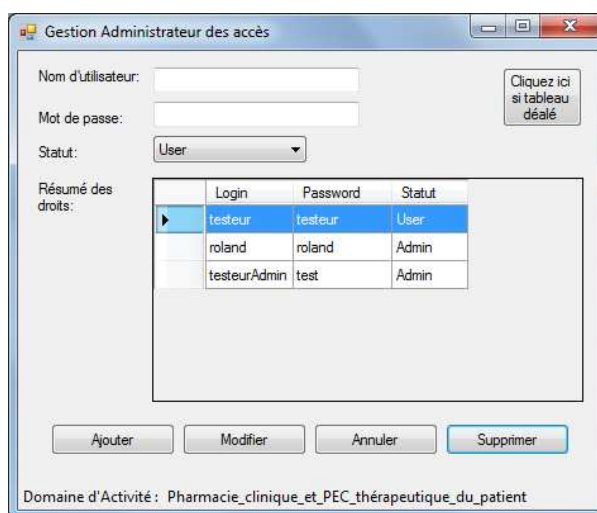 Gestion Administrateur des accès
Nom d'utilisateur:
Cliquez ici
si tableau
déalé
Mot de passe:
Statut: User
Résumé des
droits:
Login Password Statut
testeur testeur User
roland roland Admin
testeurAdmin test Admin
Ajouter Modifier Annuler Supprimer
Domaine d'Activité : Pharmacie_clinique_et_PEC_thérapeutique_du_patient